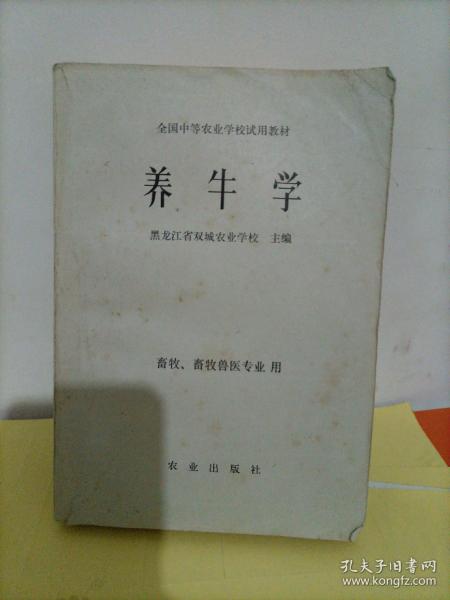 全国中等农业学校试用教材
养牛学
黑龙江省双城农业学校 主编
畜牧、畜牧兽医专业 用
农业出版社
孔夫子旧书网
www.kongfz.com